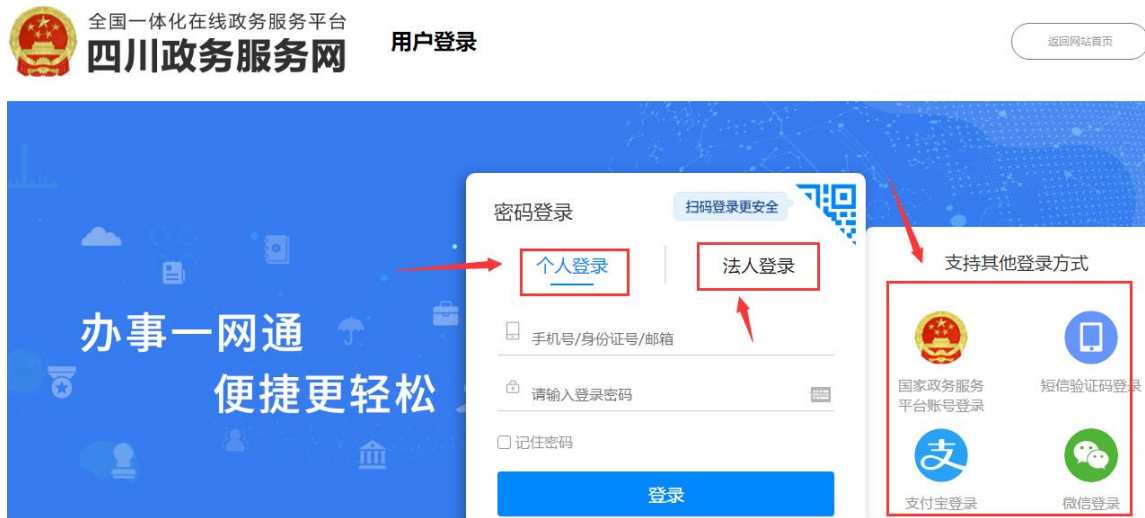 全国一体化在线政务服务平台
四川政务服务网
用户登录
返回网站首页
密码登录
扫码登录更安全
个人登录
法人登录
支持其他登录方式
手机号/身份证号/邮箱
请输入登录密码
记住密码
登录
办事一网通
便捷更轻松
国家政务服务
平台账号登录
短信验证码登录
支付宝登录
微信登录